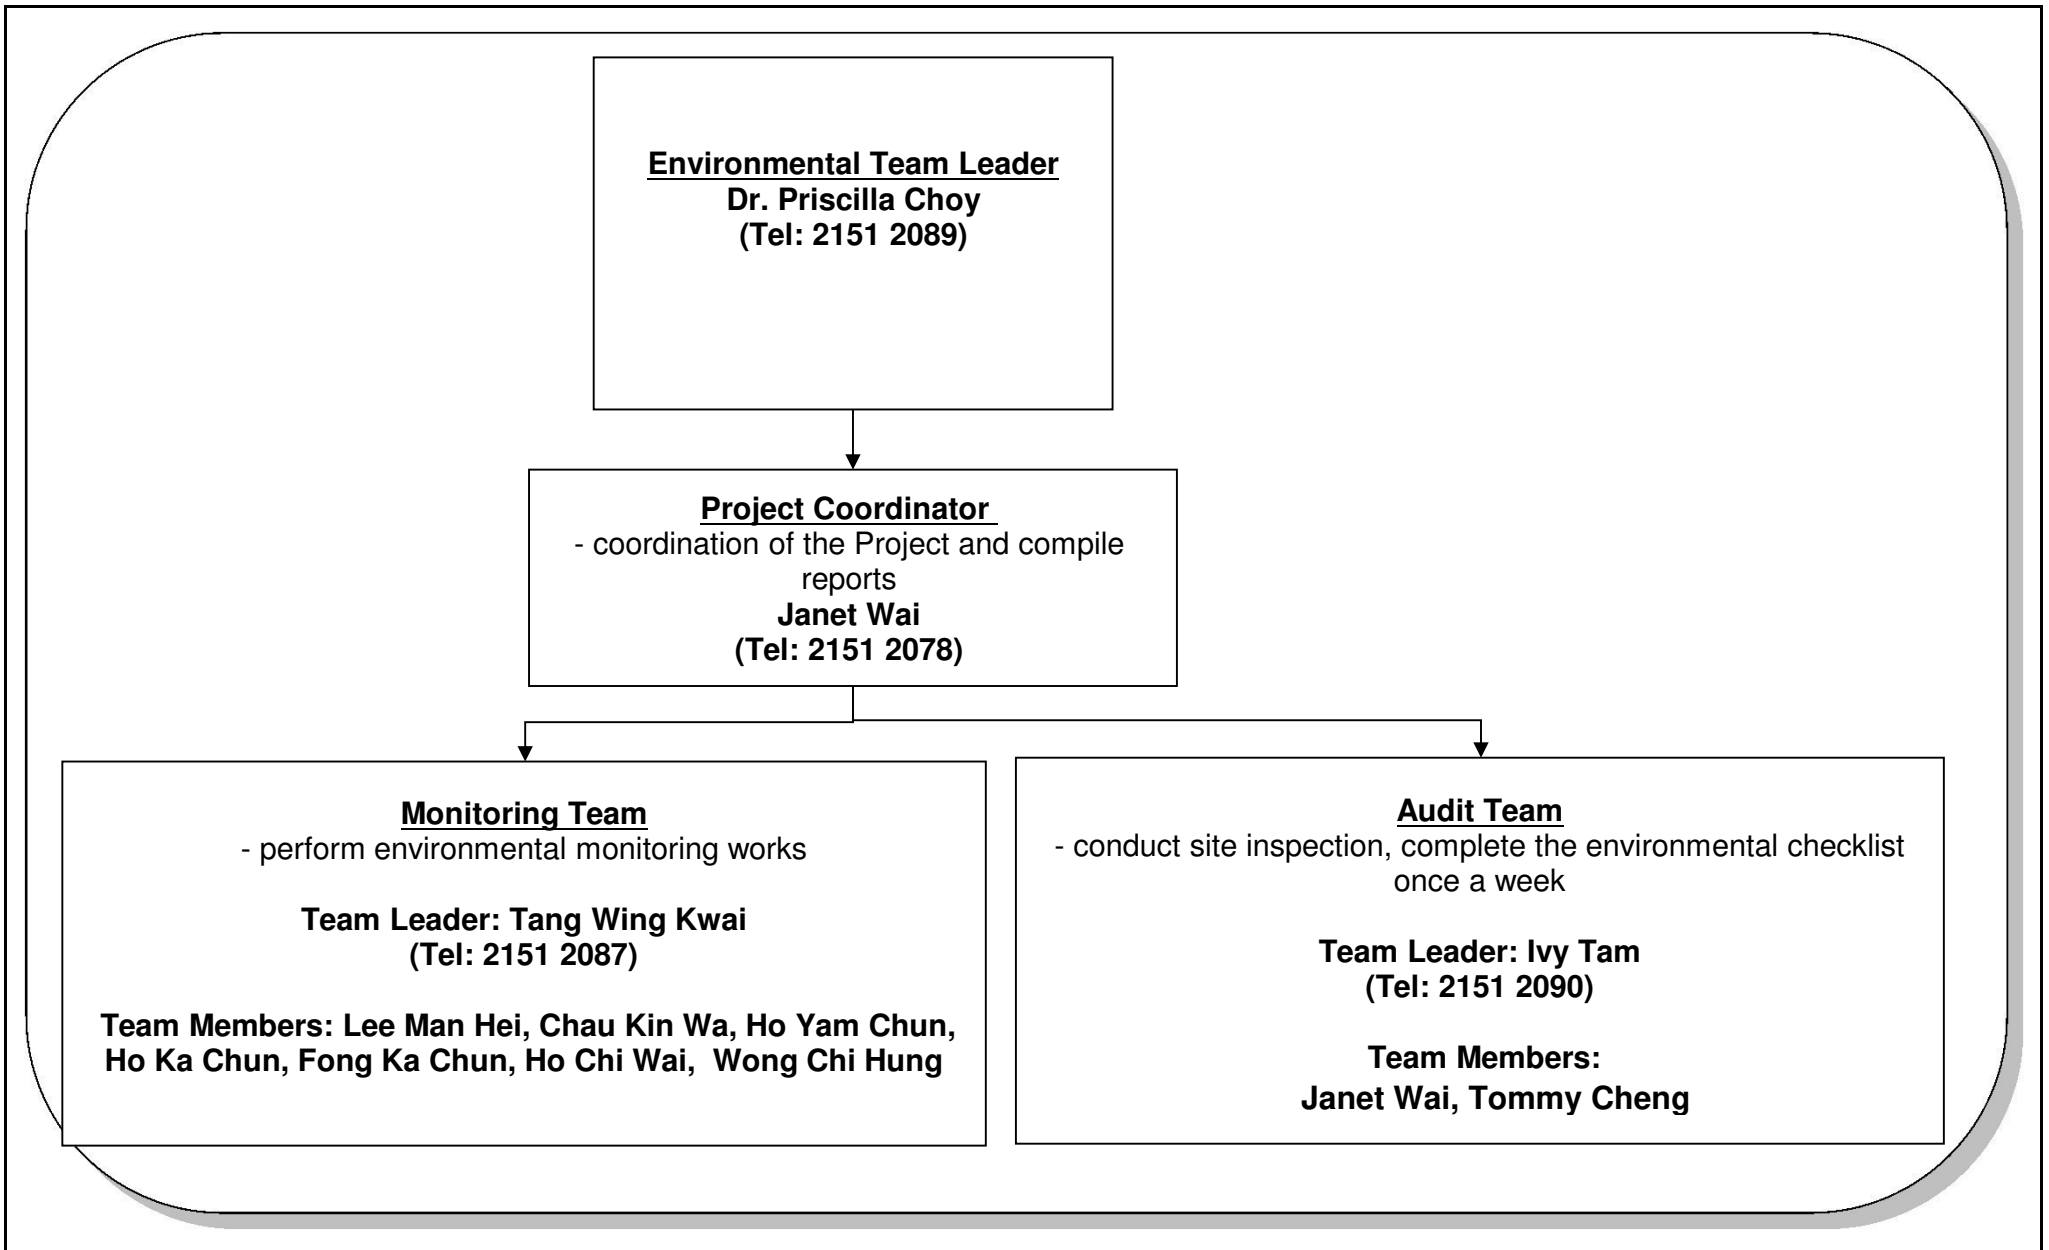 Environmental Team Leader
Dr. Priscilla Choy
(Tel: 2151 2089)
Project Coordinator
- coordination of the Project and compile
reports
Janet Wai
(Tel: 2151 2078)
Monitoring Team
- perform environmental monitoring works
Team Leader: Tang Wing Kwai
(Tel: 2151 2087)
Team Members: Lee Man Hei, Chau Kin Wa, Ho Yam Chun,
Ho Ka Chun, Fong Ka Chun, Ho Chi Wai,  Wong Chi Hung
Audit Team
- conduct site inspection, complete the environmental checklist
once a week
Team Leader: Ivy Tam
(Tel: 2151 2090)
Team Members:
Janet Wai, Tommy Cheng